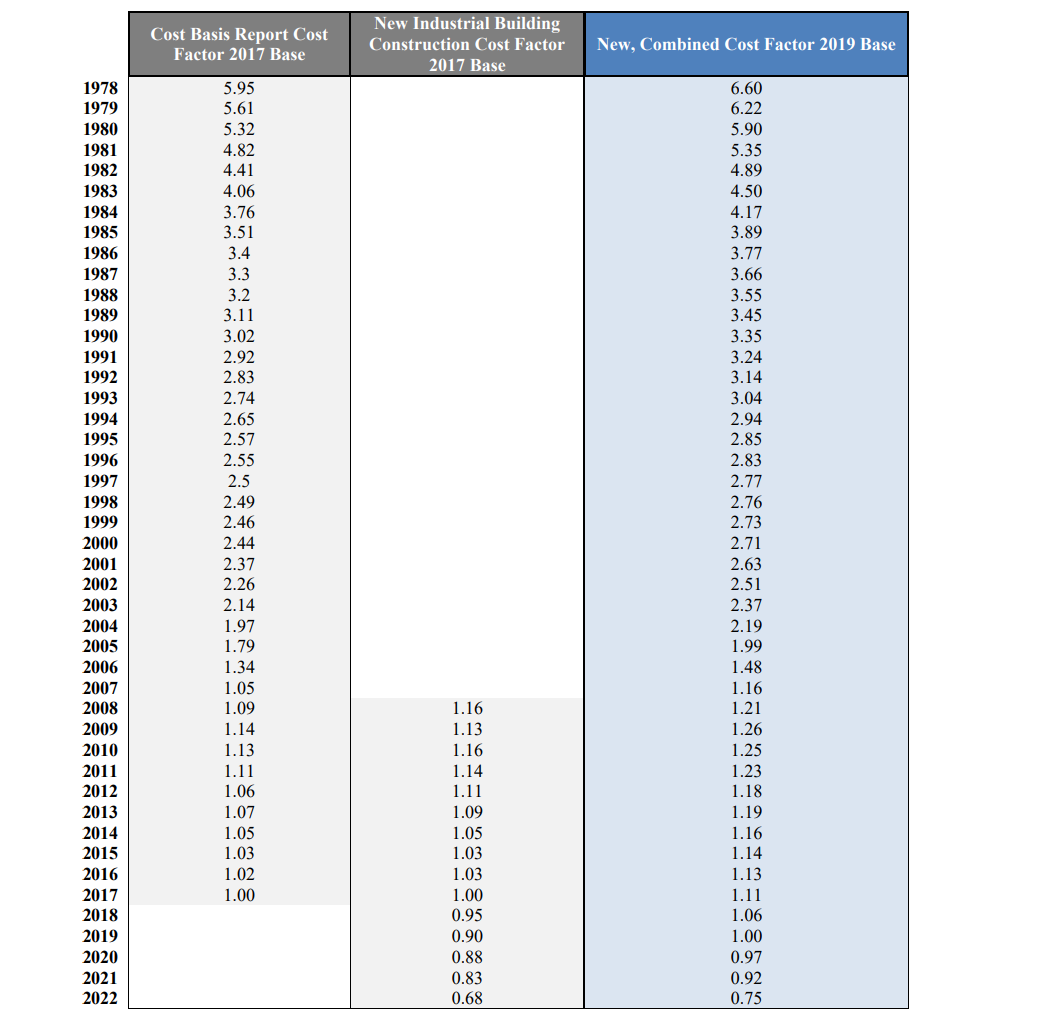 Cost Basis Report Cost
Factor 2017 Base
New Industrial Building
Construction Cost Factor
2017 Base
New, Combined Cost Factor 2019 Base
1978 5.95 6.60
1979 5.61 6.22
1980 5.32 5.90
1981 4.82 5.35
1982 4.41 4.89
1983 4.06 4.50
1984 3.76 4.17
1985 3.51 3.89
1986 3.4 3.77
1987 3.3 3.66
1988 3.2 3.55
1989 3.11 3.45
1990 3.02 3.35
1991 2.92 3.24
1992 2.83 3.14
1993 2.74 3.04
1994 2.65 2.94
1995 2.57 2.85
1996 2.55 2.83
1997 2.5 2.77
1998 2.49 2.76
1999 2.46 2.73
2000 2.44 2.71
2001 2.37 2.63
2002 2.26 2.51
2003 2.14 2.37
2004 1.97 2.19
2005 1.79 1.99
2006 1.34 1.48
2007 1.05 1.16
2008 1.09 1.16 1.21
2009 1.14 1.13 1.26
2010 1.13 1.16 1.25
2011 1.11 1.14 1.23
2012 1.06 1.11 1.18
2013 1.07 1.09 1.19
2014 1.05 1.05 1.16
2015 1.03 1.03 1.14
2016 1.02 1.03 1.13
2017 1.00 1.00 1.11
2018 0.95 1.06
2019 0.90 1.00
2020 0.88 0.97
2021 0.83 0.92
2022 0.68 0.75